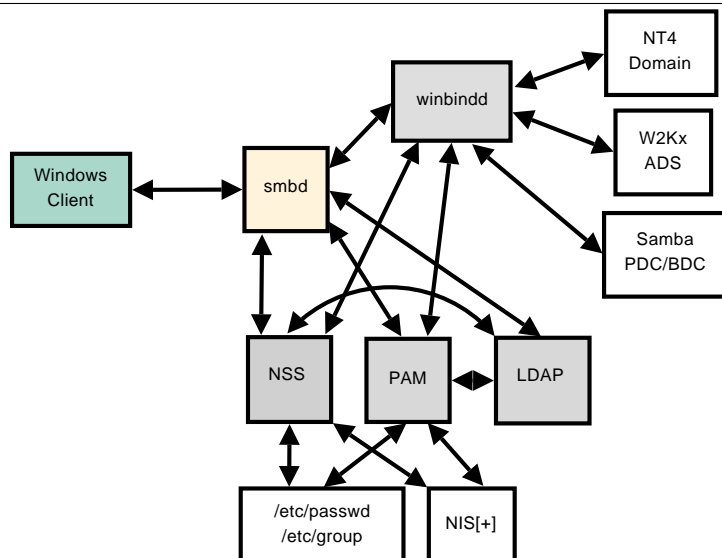 NT4
Domain
winbindd
W2Kx
ADS
Windows
Client
smbd
Samba
PDC/BDC
NSS
PAM
LDAP
/etc/passwd
/etc/group
NIS[+]